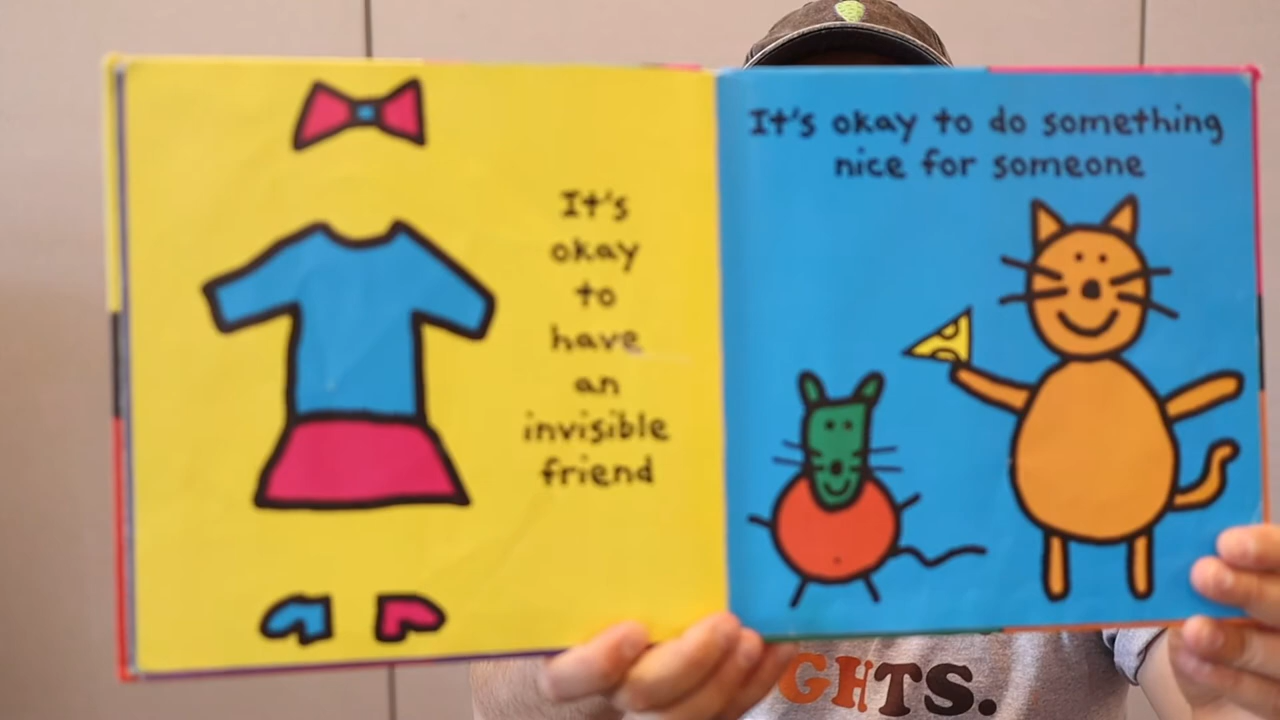 It's
okay
to
have
an
invisible
friend
It's okay to do something
nice for someone
GHTS.